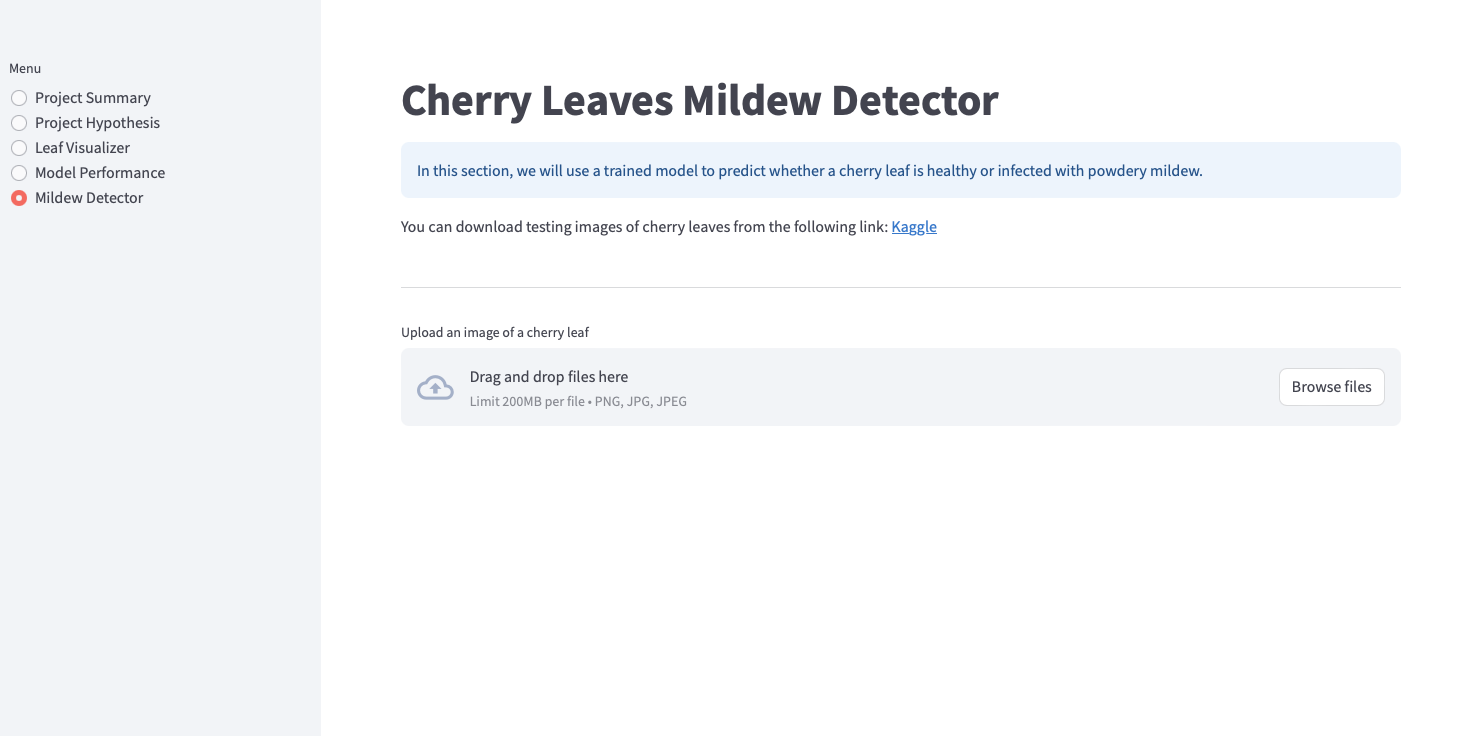 Menu
Project Summary
Project Hypothesis
Leaf Visualizer
Model Performance
Mildew Detector
Cherry Leaves Mildew Detector
In this section, we will use a trained model to predict whether a cherry leaf is healthy or infected with powdery mildew.
You can download testing images of cherry leaves from the following link: Kaggle
Upload an image of a cherry leaf
Drag and drop files here
Limit 200MB per file • PNG, JPG, JPEG
Browse files